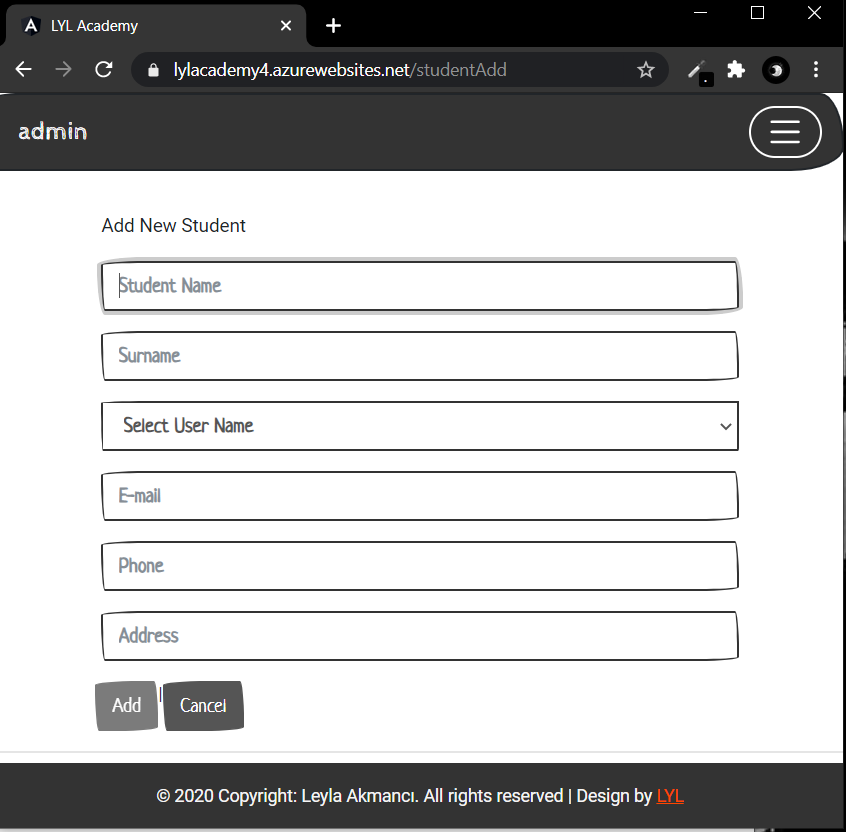 LYL Academy
lylacademy4.azurewebsites.net/studentAdd
admin
Add New Student
Student Name
Surname
Select User Name
E-mail
Phone
Address
Add | Cancel
© 2020 Copyright: Leyla Akmancı. All rights reserved | Design by LYL